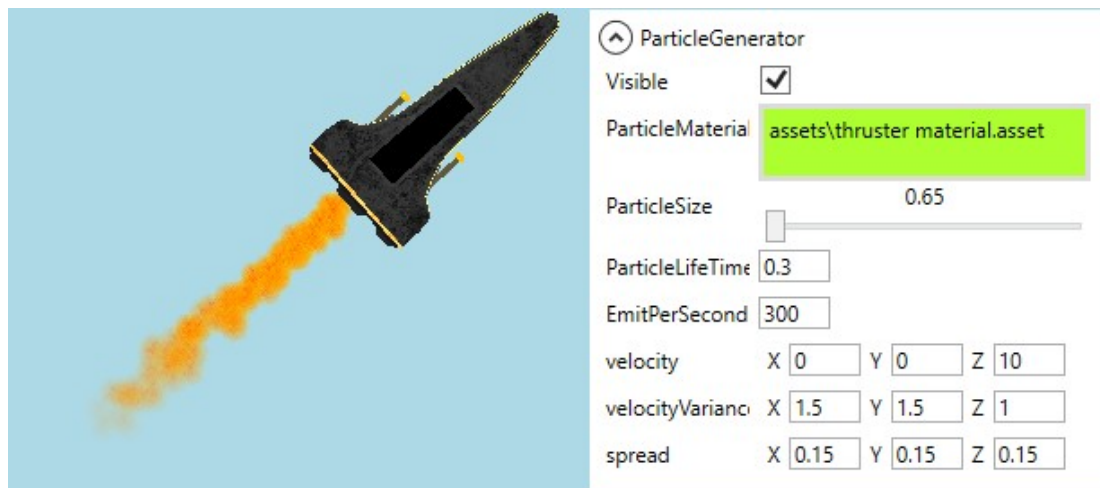 ParticleGenerator
Visible
ParticleMaterial assets\thruster material.asset
ParticleSize 0.65
ParticleLifeTime 0.3
EmitPerSecond 300
velocity X 0 Y 0 Z 10
velocityVarianc X 1.5 Y 1.5 Z 1
spread X 0.15 Y 0.15 Z 0.15